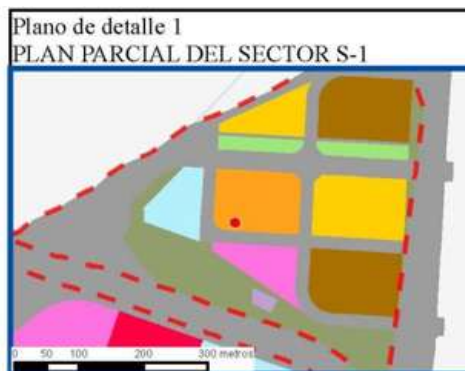 Plano de detalle 1
PLAN PARCIAL DEL SECTOR S-1
0 50 100 200 300 metros